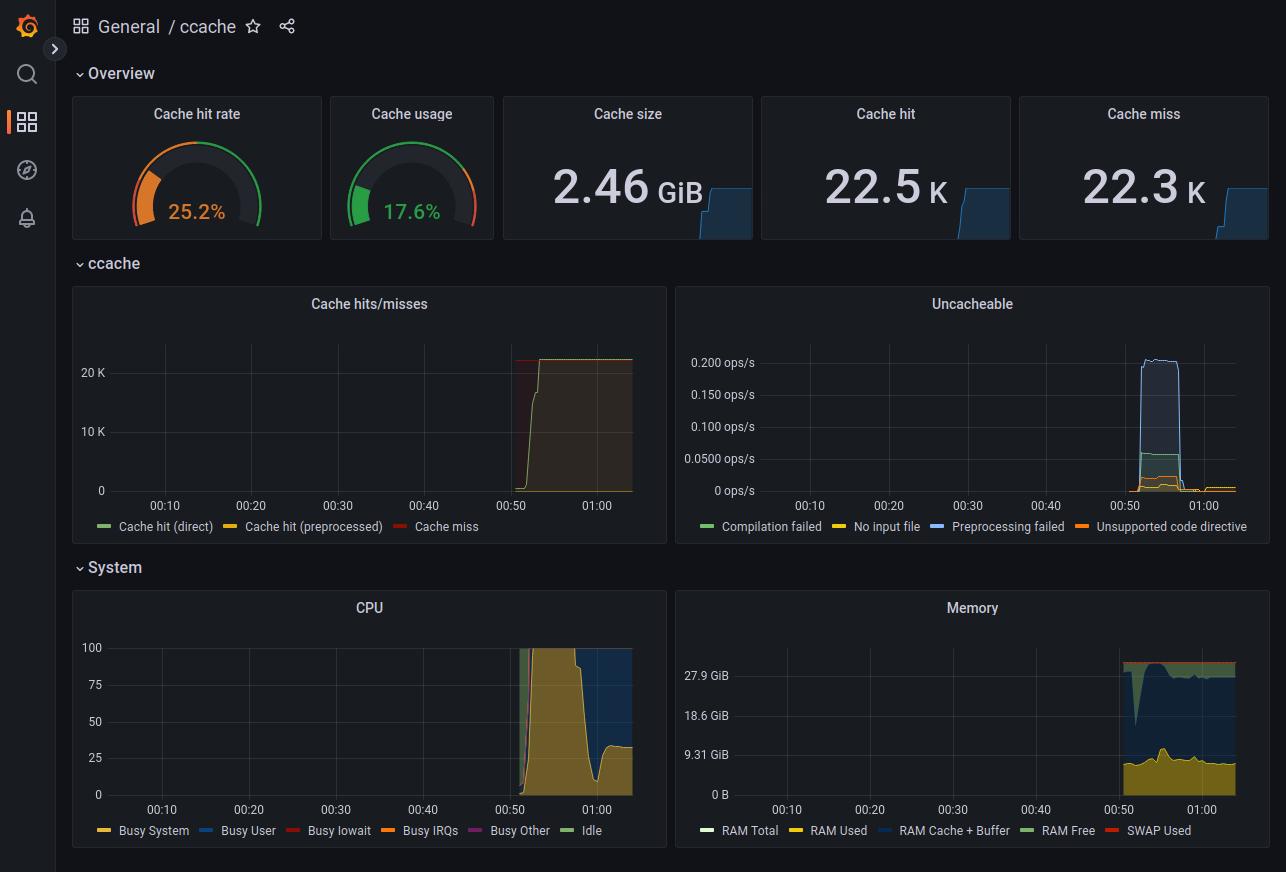 General / ccache
Overview
Cache hit rate
25.2%
Cache usage
17.6%
Cache size
2.46 GiB
Cache hit
22.5 K
Cache miss
22.3 K
ccache
Cache hits/misses
20 K
10 K
0
00:10 00:20 00:30 00:40 00:50 01:00
Cache hit (direct) Cache hit (preprocessed) Cache miss
Uncacheable
0.200 ops/s
0.150 ops/s
0.100 ops/s
0.0500 ops/s
0 ops/s
00:10 00:20 00:30 00:40 00:50 01:00
Compilation failed No input file Preprocessing failed Unsupported code directive
System
CPU
100
75
50
25
0
00:10 00:20 00:30 00:40 00:50 01:00
Busy System Busy User Busy Iowait Busy IRQs Busy Other Idle
Memory
27.9 GiB
18.6 GiB
9.31 GiB
0 B
00:10 00:20 00:30 00:40 00:50 01:00
RAM Total RAM Used RAM Cache + Buffer RAM Free SWAP Used